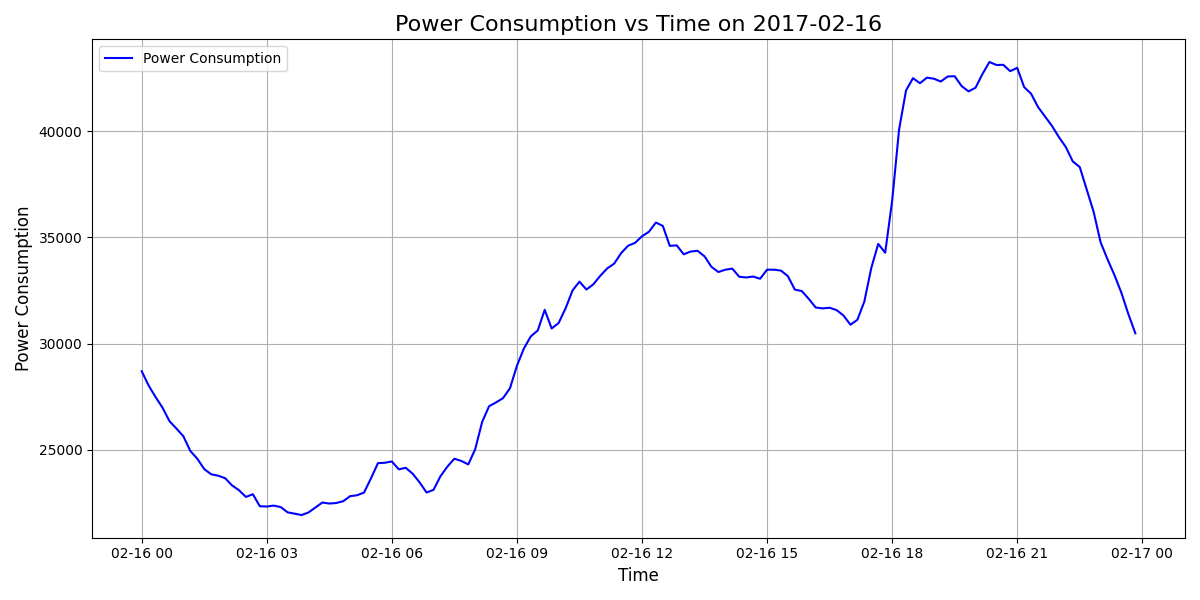 Power Consumption vs Time on 2017-02-16
Power Consumption
40000
35000
30000
25000
Power Consumption
02-16 00 02-16 03 02-16 06 02-16 09 02-16 12 02-16 15 02-16 18 02-16 21 02-17 00
Time